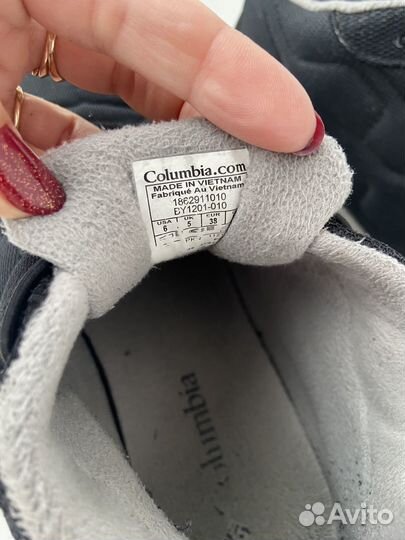 Columbia.com
MADE IN VIETNAM
Fabriqué Au Vietnam
1862911010
BY1201-010
USA UK EUR
6 5 38
Columbia
Avito